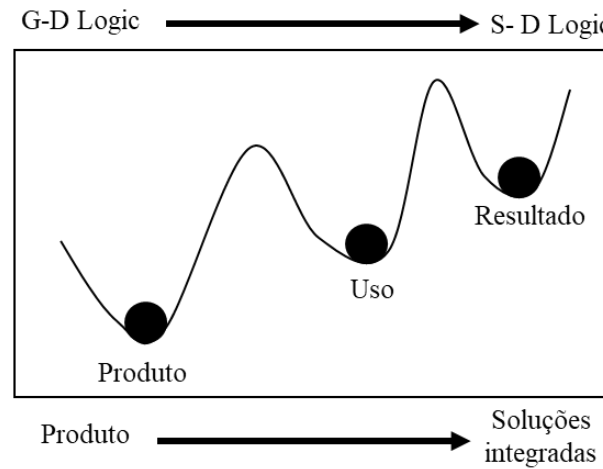 G-D Logic
S- D Logic
Resultado
Uso
Produto
Produto
Soluções
integradas